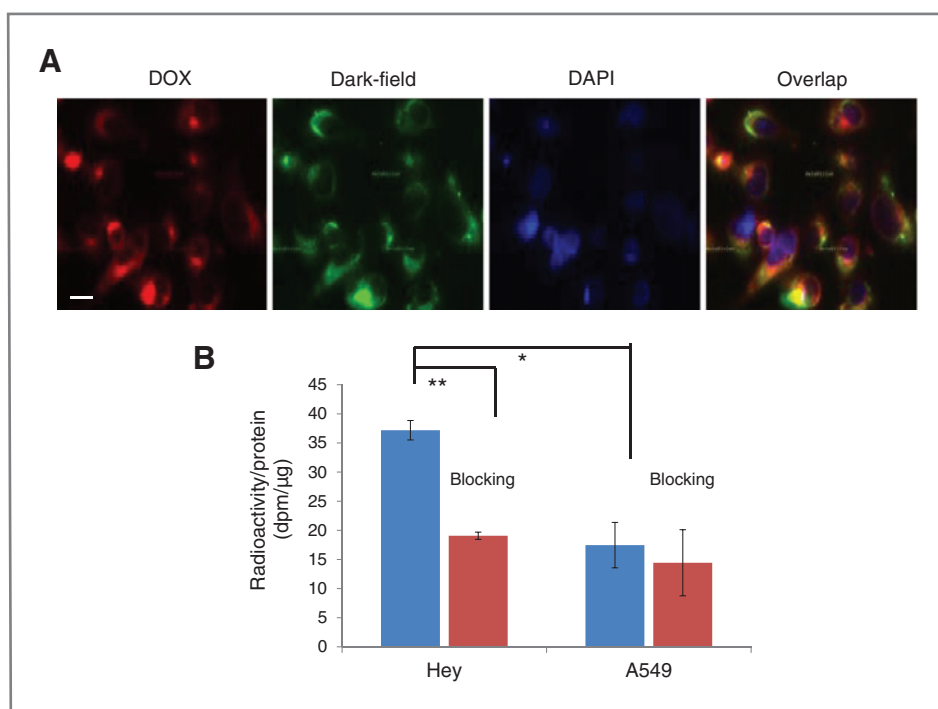 A
DOX Dark-field DAPI Overlap
B
*
**
Radioactivity/protein
(dpm/µg)
45
40
35
30
25
20
15
10
5
0
Blocking Blocking
Hey A549